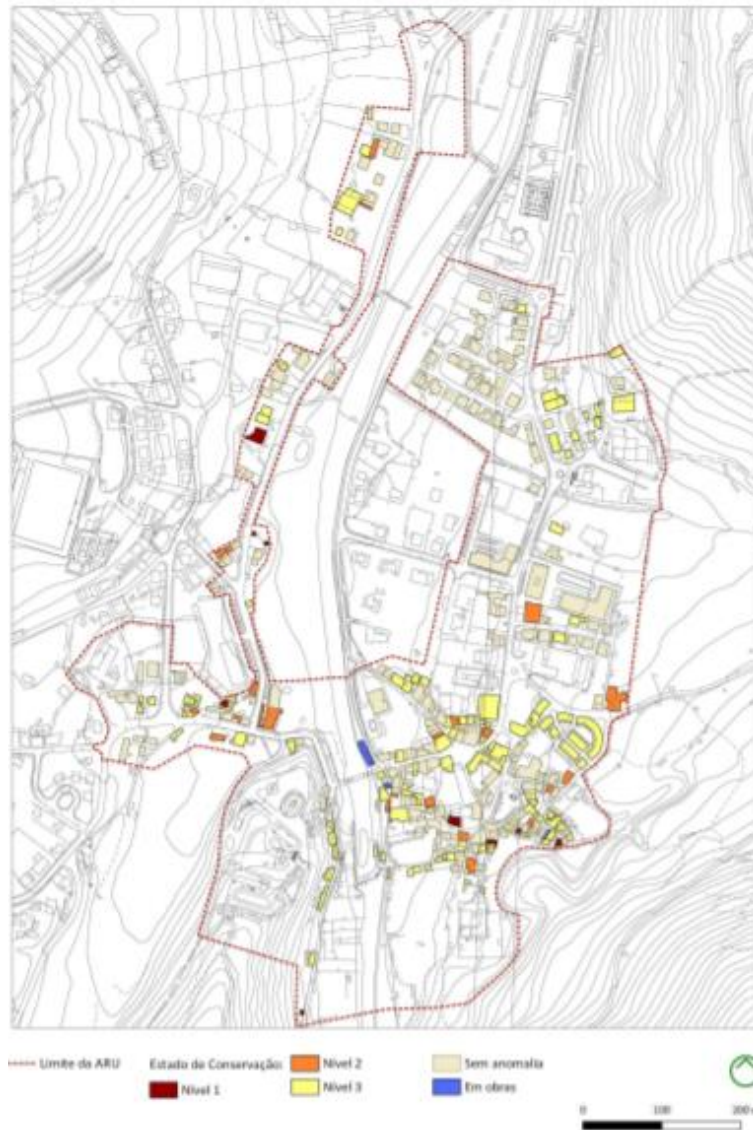 Limite da ARU
Estado de Conservação:
Nível 1
Nível 2
Nível 3
Sem anomalia
Em obras
0 100 200